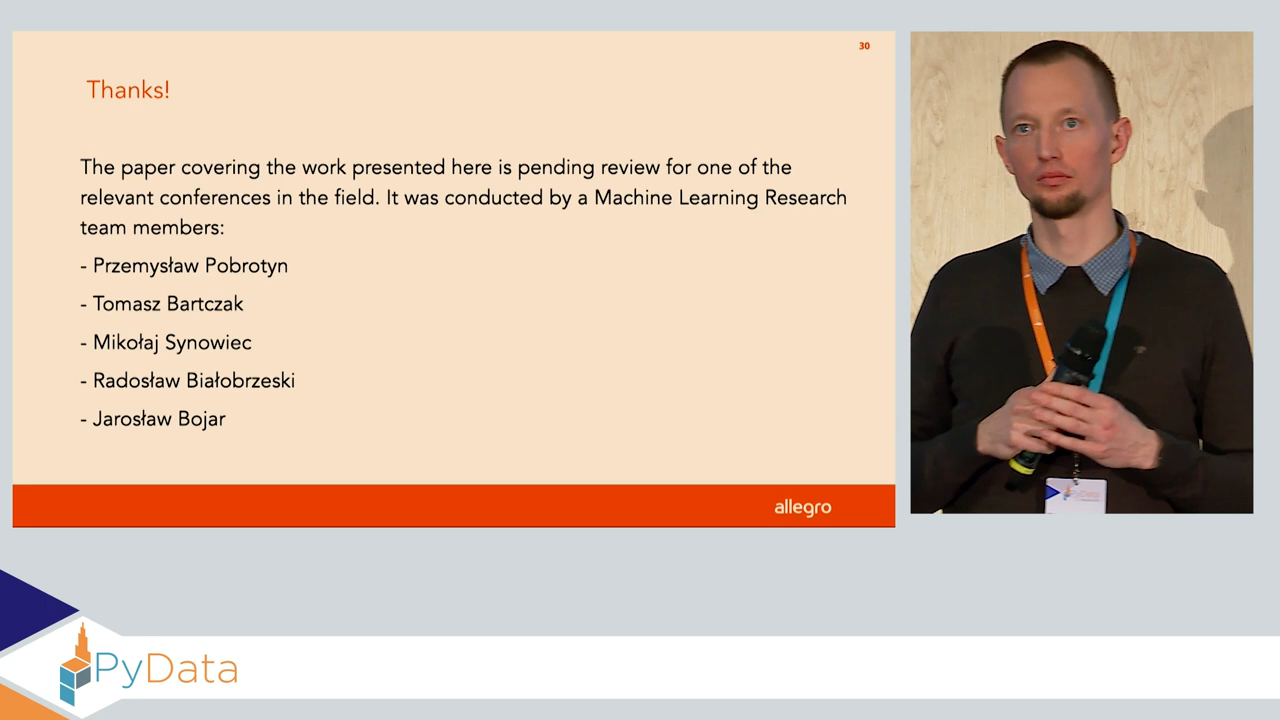 30
Thanks!
The paper covering the work presented here is pending review for one of the
relevant conferences in the field. It was conducted by a Machine Learning Research
team members:
- Przemysław Pobrotyn
- Tomasz Bartczak
- Mikołaj Synowiec
- Radosław Białobrzeski
- Jarosław Bojar
allegro
PyData
PyData